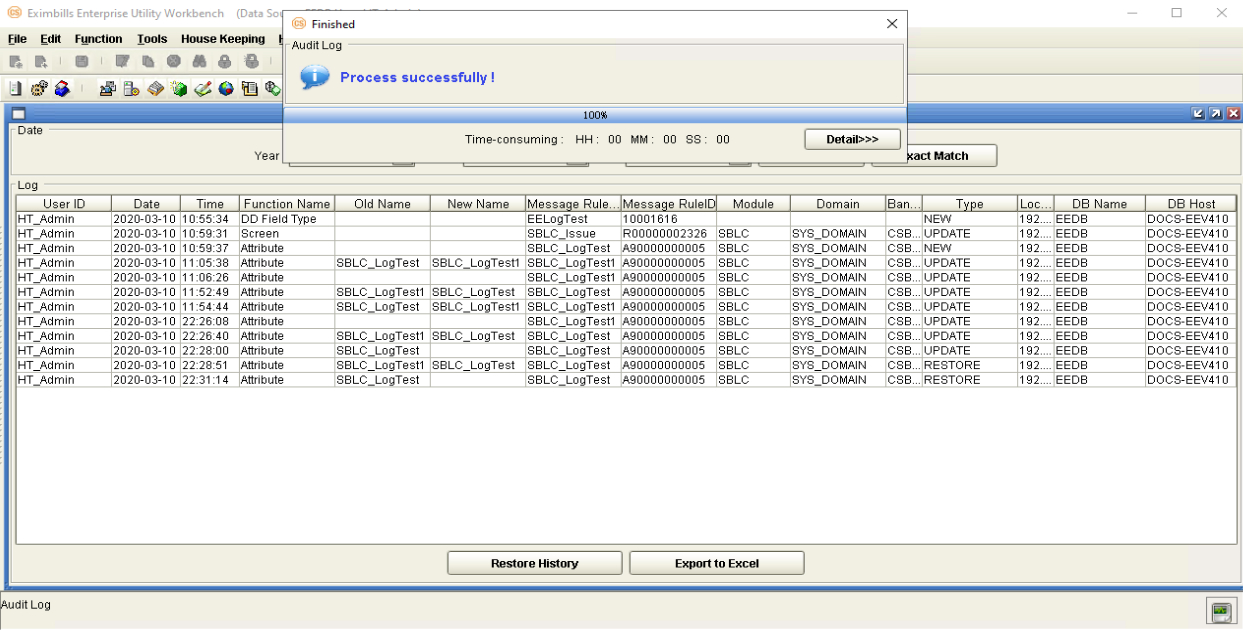 Eximbills Enterprise Utility Workbench (Data Sou
Finished
File Edit Function Tools House Keeping
Audit Log
Process successfully !
100%
Time-consuming : HH : 00 MM : 00 SS : 00 Detail>>>
Date
Year
xact Match
Log
User ID Date Time Function Name Old Name New Name Message Rule... Message RuleID Module Domain Ban... Type Loc... DB Name DB Host
HT_Admin 2020-03-10 10:55:34 DD Field Type EELogTest 10001616 NEW 192.... EEDB DOCS-EEV410
HT_Admin 2020-03-10 10:59:31 Screen SBLC_Issue R00000002326 SBLC SYS_DOMAIN CSB... UPDATE 192.... EEDB DOCS-EEV410
HT_Admin 2020-03-10 10:59:37 Attribute SBLC_LogTest A90000000005 SBLC SYS_DOMAIN CSB... NEW 192.... EEDB DOCS-EEV410
HT_Admin 2020-03-10 11:05:38 Attribute SBLC_LogTest SBLC_LogTest1 SBLC_LogTest1 A90000000005 SBLC SYS_DOMAIN CSB... UPDATE 192.... EEDB DOCS-EEV410
HT_Admin 2020-03-10 11:06:26 Attribute SBLC_LogTest1 A90000000005 SBLC SYS_DOMAIN CSB... UPDATE 192.... EEDB DOCS-EEV410
HT_Admin 2020-03-10 11:52:49 Attribute SBLC_LogTest1 SBLC_LogTest SBLC_LogTest A90000000005 SBLC SYS_DOMAIN CSB... UPDATE 192.... EEDB DOCS-EEV410
HT_Admin 2020-03-10 11:54:44 Attribute SBLC_LogTest SBLC_LogTest1 SBLC_LogTest1 A90000000005 SBLC SYS_DOMAIN CSB... UPDATE 192.... EEDB DOCS-EEV410
HT_Admin 2020-03-10 22:26:08 Attribute SBLC_LogTest1 A90000000005 SBLC SYS_DOMAIN CSB... UPDATE 192.... EEDB DOCS-EEV410
HT_Admin 2020-03-10 22:26:40 Attribute SBLC_LogTest1 SBLC_LogTest SBLC_LogTest A90000000005 SBLC SYS_DOMAIN CSB... UPDATE 192.... EEDB DOCS-EEV410
HT_Admin 2020-03-10 22:28:00 Attribute SBLC_LogTest SBLC_LogTest A90000000005 SBLC SYS_DOMAIN CSB... UPDATE 192.... EEDB DOCS-EEV410
HT_Admin 2020-03-10 22:28:51 Attribute SBLC_LogTest1 SBLC_LogTest SBLC_LogTest A90000000005 SBLC SYS_DOMAIN CSB... RESTORE 192.... EEDB DOCS-EEV410
HT_Admin 2020-03-10 22:31:14 Attribute SBLC_LogTest SBLC_LogTest A90000000005 SBLC SYS_DOMAIN CSB... RESTORE 192.... EEDB DOCS-EEV410
Restore History Export to Excel
Audit Log